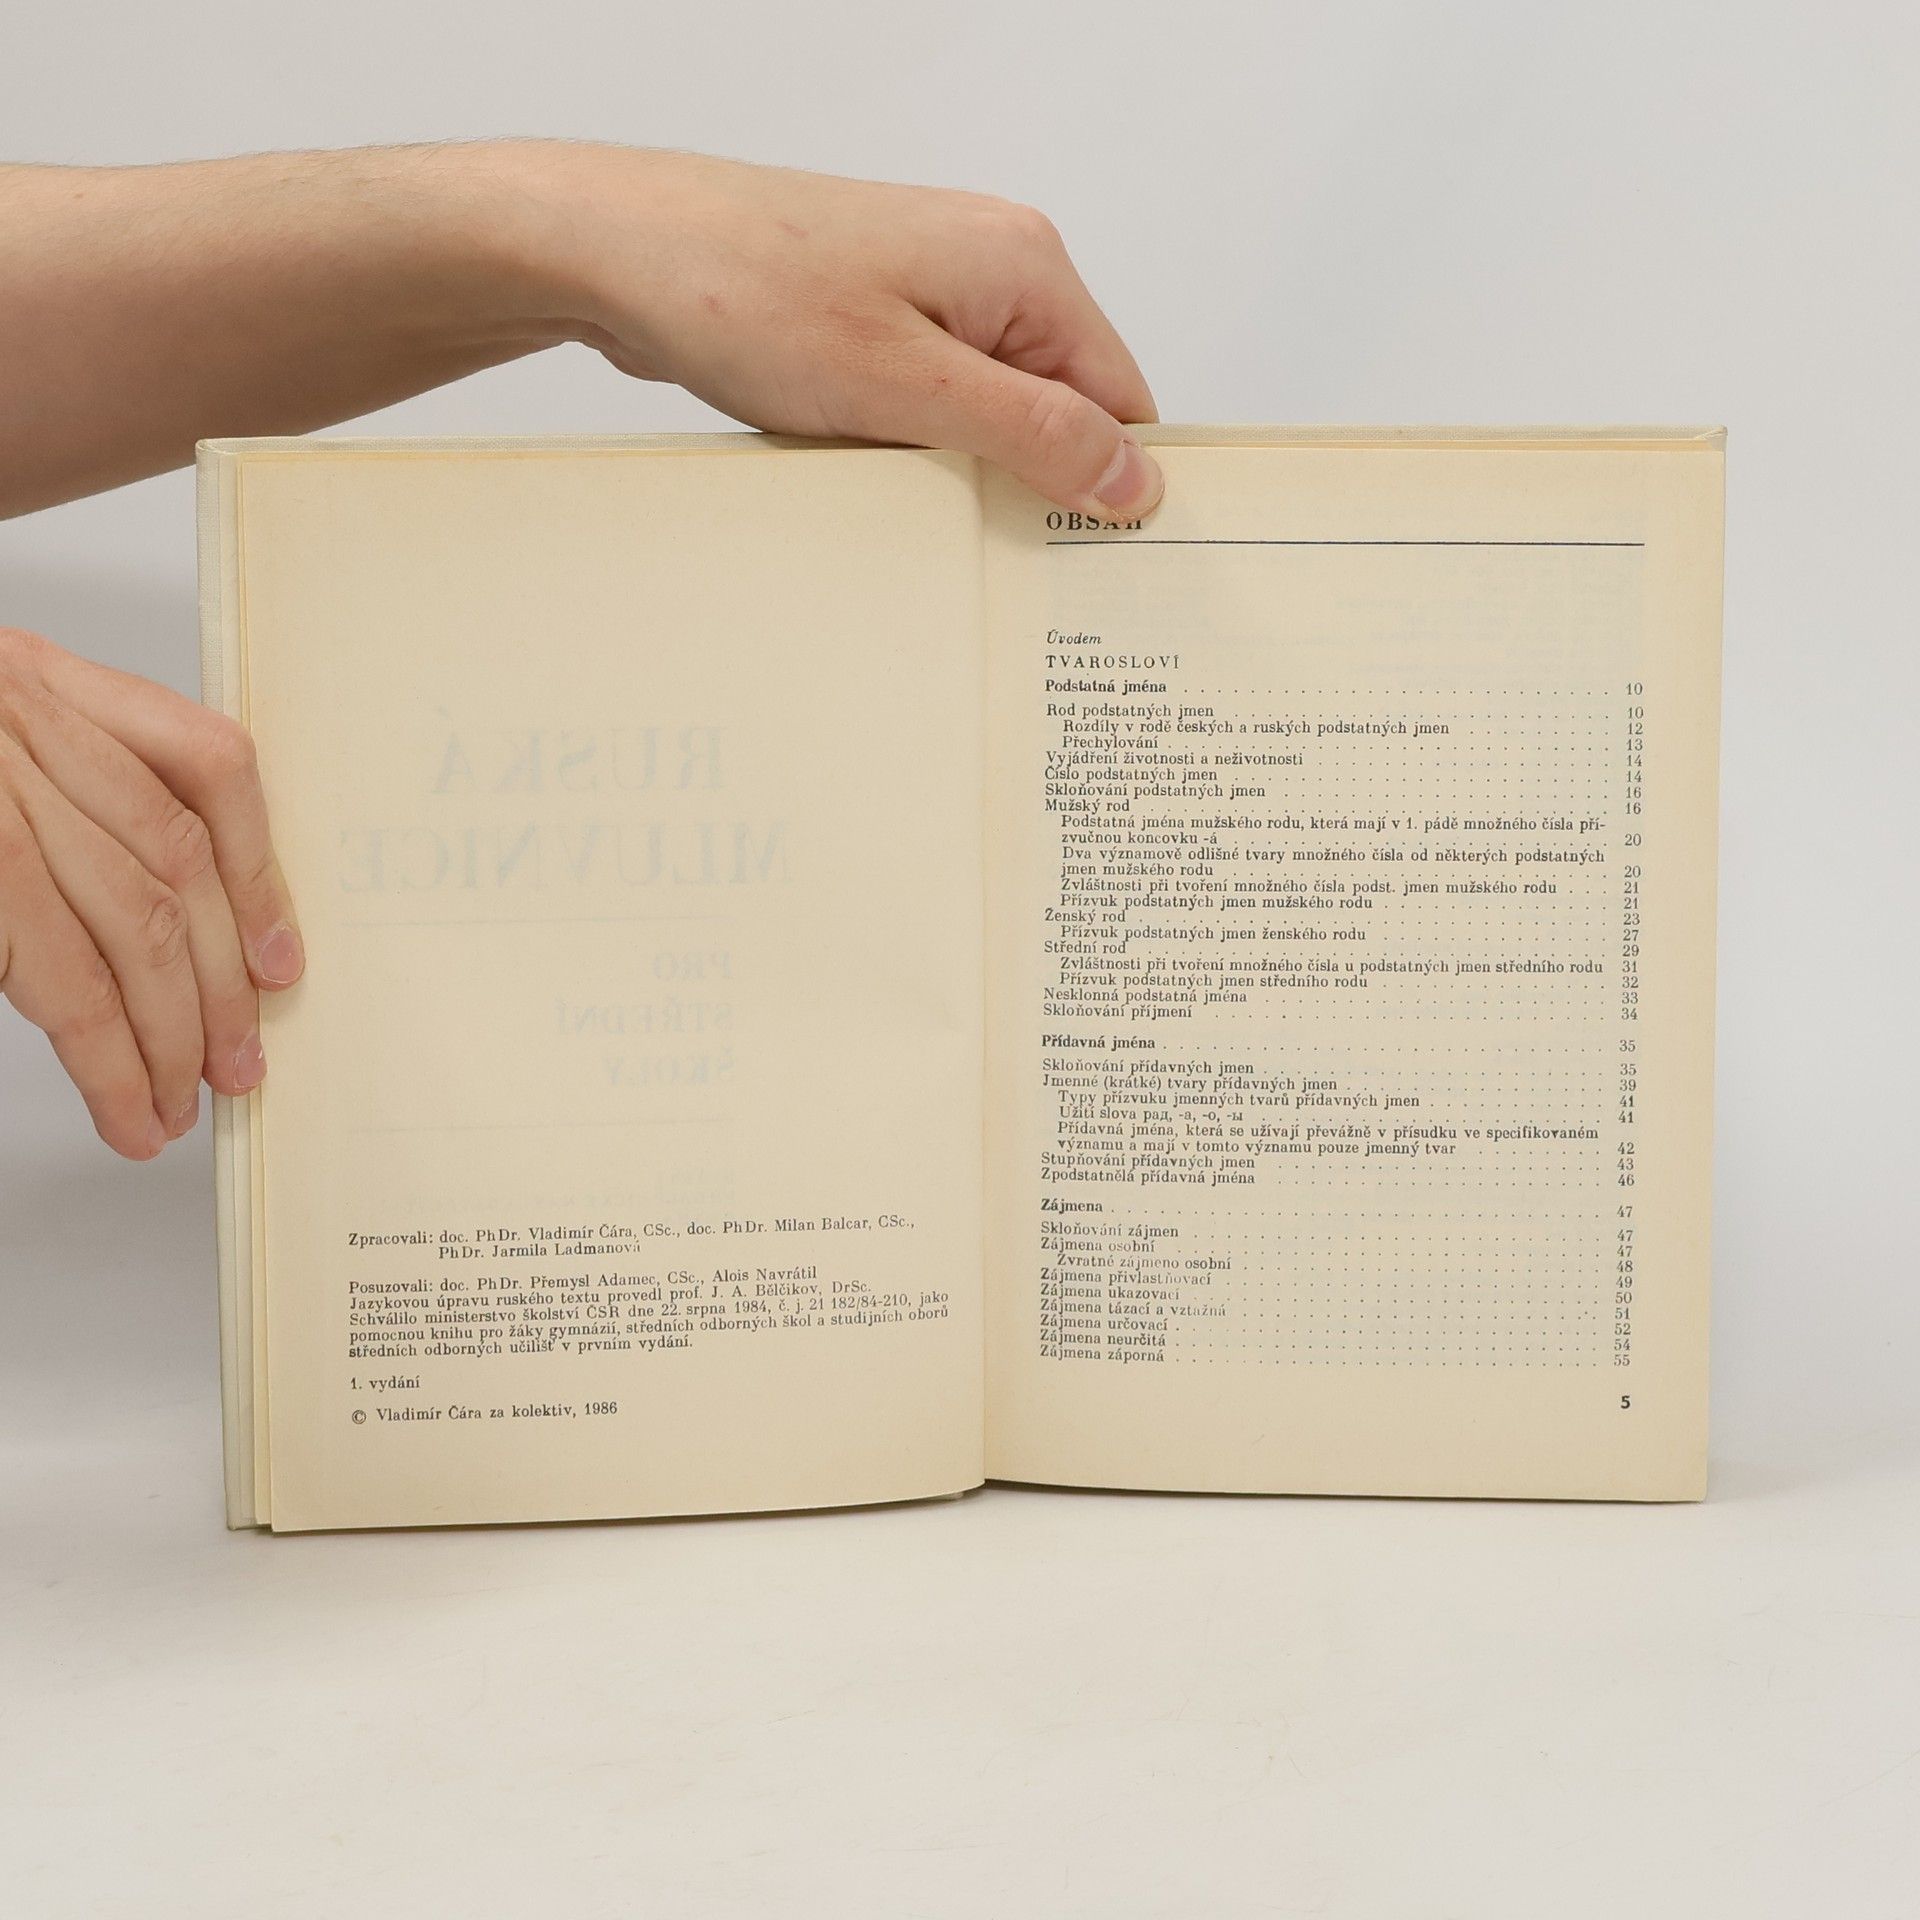 Zpracovali: doc. PhDr. Vladimír Čára, CSc., doc. PhDr. Milan Balcar, CSc.,
PhDr. Jarmila Ladmanová
Posuzovali: doc. PhDr. Přemysl Adamec, CSc., Alois Navrátil
Jazykovou úpravu ruského textu provedl prof. J. A. Bělčikov, DrSc.
Schválilo ministerstvo školství ČSR dne 22. srpna 1984, č. j. 21 182/84-210, jako
pomocnou knihu pro žáky gymnázií, středních odborných škol a studijních oborů
středních odborných učilišť v prvním vydání.
1. vydání
© Vladimír Čára za kolektiv, 1986
OBSAH
Úvodem
TVAROSLOVÍ
Podstatná jména . . . . . . . . . . . . . . . . . . . . . . . . . . 10
Rod podstatných jmen . . . . . . . . . . . . . . . . . . . . . . . 10
Rozdíly v rodě českých a ruských podstatných jmen . . . . . . . . . 12
Přechylování . . . . . . . . . . . . . . . . . . . . . . . . . . . 13
Vyjádření životnosti a neživotnosti . . . . . . . . . . . . . . . . . . 14
Číslo podstatných jmen . . . . . . . . . . . . . . . . . . . . . . . 14
Skloňování podstatných jmen . . . . . . . . . . . . . . . . . . . . 16
Mužský rod . . . . . . . . . . . . . . . . . . . . . . . . . . . . 16
Podstatná jména mužského rodu, která mají v 1. pádě množného čísla pří-
zvučnou koncovku -á . . . . . . . . . . . . . . . . . . . . . . . 20
Dva významově odlišné tvary množného čísla od některých podstatných
jmen mužského rodu . . . . . . . . . . . . . . . . . . . . . . . . 20
Zvláštnosti při tvoření množného čísla podst. jmen mužského rodu . . . 21
Přízvuk podstatných jmen mužského rodu . . . . . . . . . . . . . . 21
Ženský rod . . . . . . . . . . . . . . . . . . . . . . . . . . . . 23
Přízvuk podstatných jmen ženského rodu . . . . . . . . . . . . . . 27
Střední rod . . . . . . . . . . . . . . . . . . . . . . . . . . . . 29
Zvláštnosti při tvoření množného čísla u podstatných jmen středního rodu 31
Přízvuk podstatných jmen středního rodu . . . . . . . . . . . . . . 32
Nesklonná podstatná jména . . . . . . . . . . . . . . . . . . . . . 33
Skloňování příjmení . . . . . . . . . . . . . . . . . . . . . . . . 34
Přídavná jména . . . . . . . . . . . . . . . . . . . . . . . . . . . 35
Skloňování přídavných jmen . . . . . . . . . . . . . . . . . . . . . 35
Jmenné (krátké) tvary přídavných jmen . . . . . . . . . . . . . . . . 39
Typy přízvuku jmenných tvarů přídavných jmen . . . . . . . . . . . 41
Užití slova рад, -а, -о, -ы . . . . . . . . . . . . . . . . . . . . . 41
Přídavná jména, která se užívají převážně v přísudku ve specifikovaném
významu a mají v tomto významu pouze jmenný tvar . . . . . . . . 42
Stupňování přídavných jmen . . . . . . . . . . . . . . . . . . . . 43
Zpodstatnělá přídavná jména . . . . . . . . . . . . . . . . . . . . 46
Zájmena . . . . . . . . . . . . . . . . . . . . . . . . . . . . . . 47
Skloňování zájmen . . . . . . . . . . . . . . . . . . . . . . . . . 47
Zájmena osobní . . . . . . . . . . . . . . . . . . . . . . . . . . 47
Zvratné zájmeno osobní . . . . . . . . . . . . . . . . . . . . . . 48
Zájmena přivlastňovací . . . . . . . . . . . . . . . . . . . . . . . 49
Zájmena ukazovací . . . . . . . . . . . . . . . . . . . . . . . . . 50
Zájmena tázací a vztažná . . . . . . . . . . . . . . . . . . . . . . 51
Zájmena určovací . . . . . . . . . . . . . . . . . . . . . . . . . . 52
Zájmena neurčitá . . . . . . . . . . . . . . . . . . . . . . . . . . 54
Zájmena záporná . . . . . . . . . . . . . . . . . . . . . . . . . . 55
5